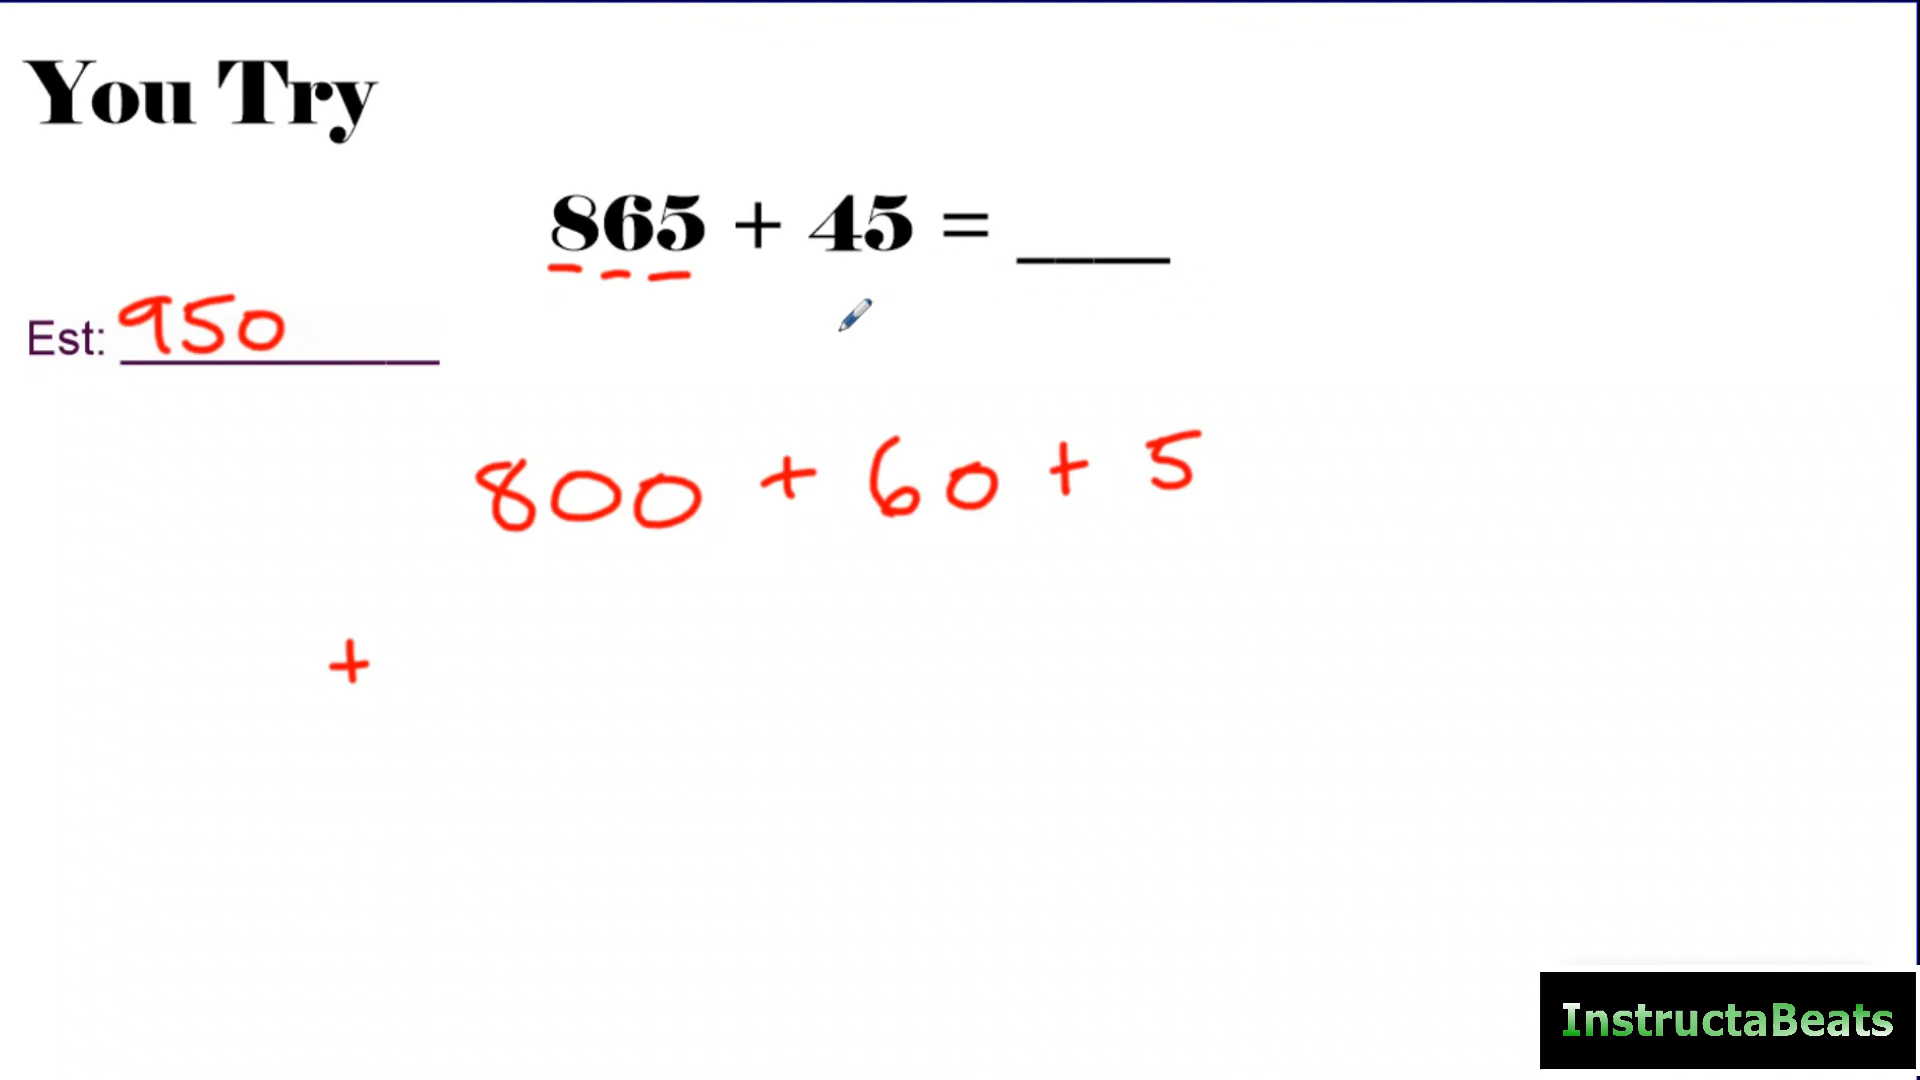 You Try
865 + 45 = ____
Est: 950
800 + 60 + 5
+
InstructaBeats